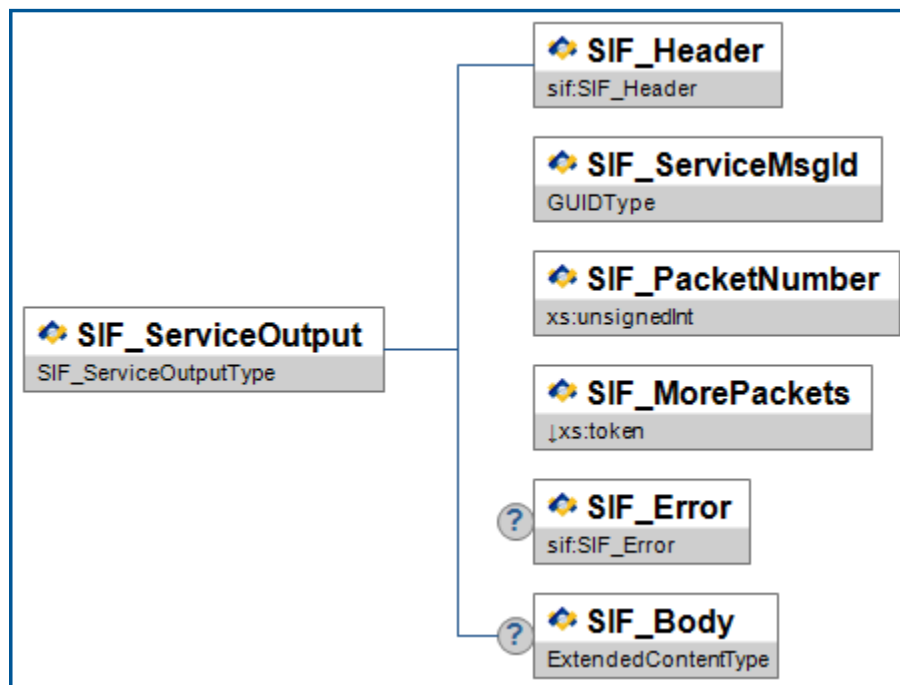 SIF_Header
sif:SIF_Header
SIF_ServiceMsgId
GUIDType
SIF_PacketNumber
xs:unsignedInt
SIF_ServiceOutput
SIF_ServiceOutputType
SIF_MorePackets
↓xs:token
?
SIF_Error
sif:SIF_Error
?
SIF_Body
ExtendedContentType